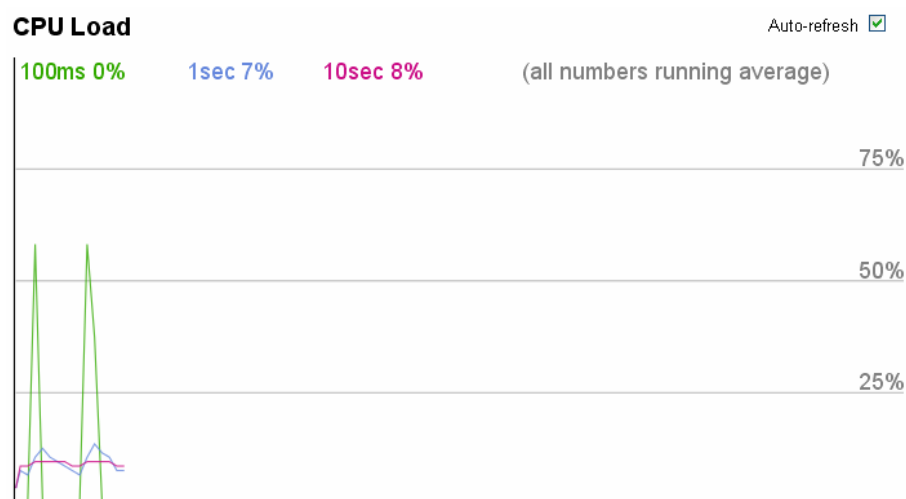 CPU Load
Auto-refresh
100ms 0% 1sec 7% 10sec 8% (all numbers running average)
75%
50%
25%